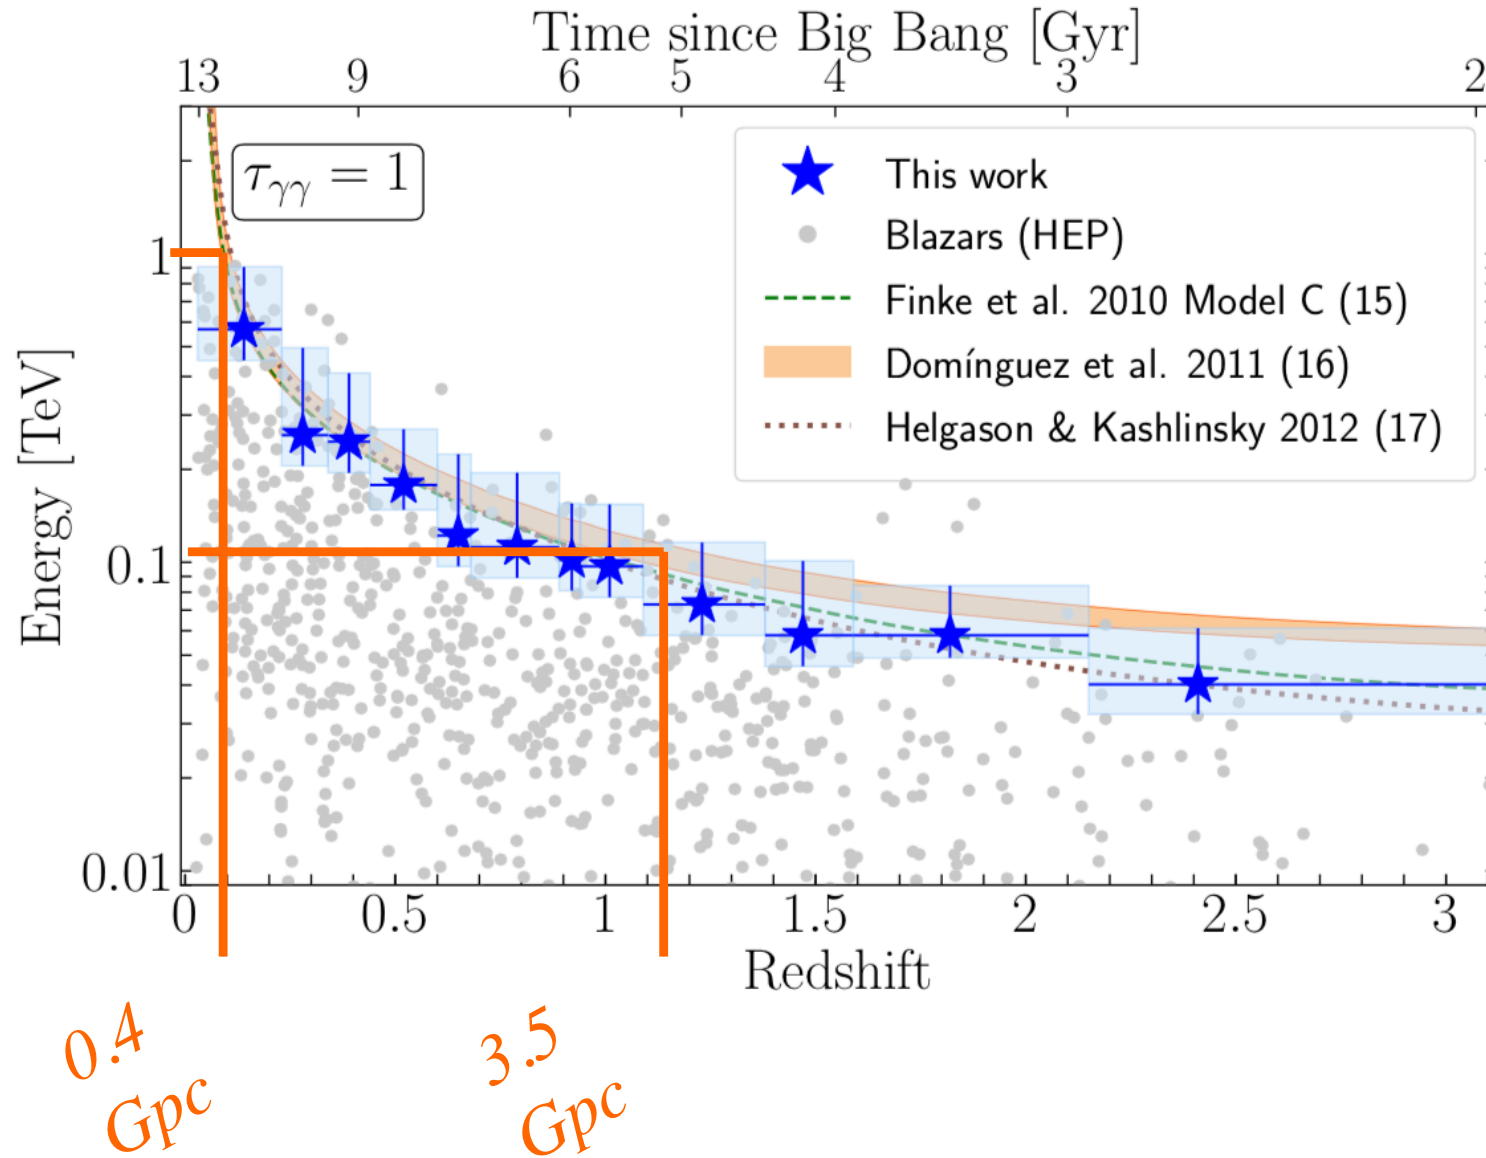 Time since Big Bang [Gyr]
13 9 6 5 4 3 2
τγγ = 1
This work
Blazars (HEP)
Finke et al. 2010 Model C (15)
Domínguez et al. 2011 (16)
Helgason & Kashlinsky 2012 (17)
Energy [TeV]
1
0.1
0.01
0 0.5 1 1.5 2 2.5 3
Redshift
0.4
Gpc
3.5
Gpc